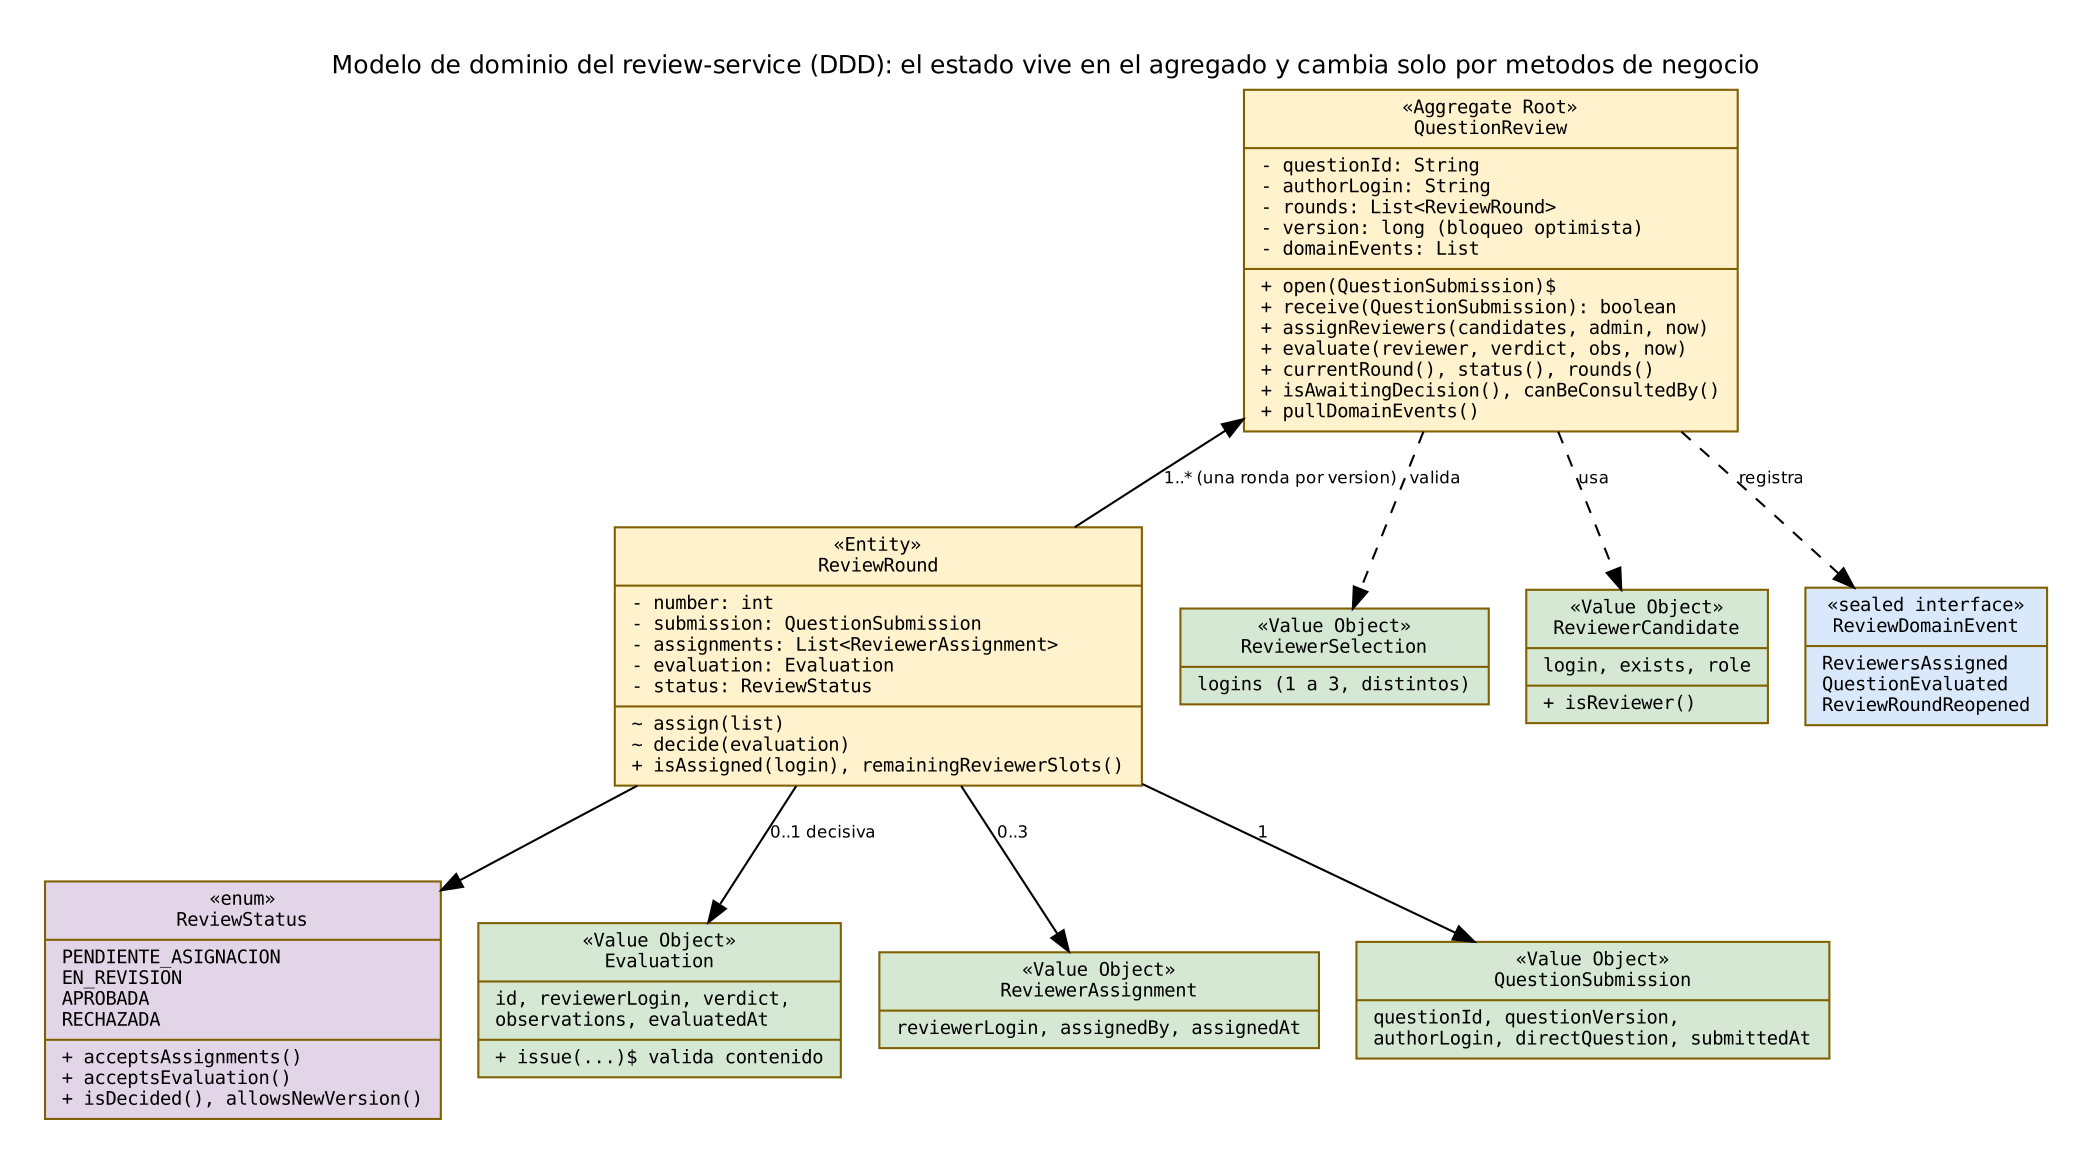 Modelo de dominio del review-service (DDD): el estado vive en el agregado y cambia solo por metodos de negocio
«Aggregate Root»
QuestionReview
- questionId: String
- authorLogin: String
- rounds: List<ReviewRound>
- version: long (bloqueo optimista)
- domainEvents: List
+ open(QuestionSubmission)$
+ receive(QuestionSubmission): boolean
+ assignReviewers(candidates, admin, now)
+ evaluate(reviewer, verdict, obs, now)
+ currentRound(), status(), rounds()
+ isAwaitingDecision(), canBeConsultedBy()
+ pullDomainEvents()
1..* (una ronda por version)
valida
usa
registra
«Entity»
ReviewRound
- number: int
- submission: QuestionSubmission
- assignments: List<ReviewerAssignment>
- evaluation: Evaluation
- status: ReviewStatus
~ assign(list)
~ decide(evaluation)
+ isAssigned(login), remainingReviewerSlots()
«Value Object»
ReviewerSelection
logins (1 a 3, distintos)
«Value Object»
ReviewerCandidate
login, exists, role
+ isReviewer()
«sealed interface»
ReviewDomainEvent
ReviewersAssigned
QuestionEvaluated
ReviewRoundReopened
0..1 decisiva
0..3
1
«enum»
ReviewStatus
PENDIENTE_ASIGNACION
EN_REVISION
APROBADA
RECHAZADA
+ acceptsAssignments()
+ acceptsEvaluation()
+ isDecided(), allowsNewVersion()
«Value Object»
Evaluation
id, reviewerLogin, verdict,
observations, evaluatedAt
+ issue(...)$ valida contenido
«Value Object»
ReviewerAssignment
reviewerLogin, assignedBy, assignedAt
«Value Object»
QuestionSubmission
questionId, questionVersion,
authorLogin, directQuestion, submittedAt